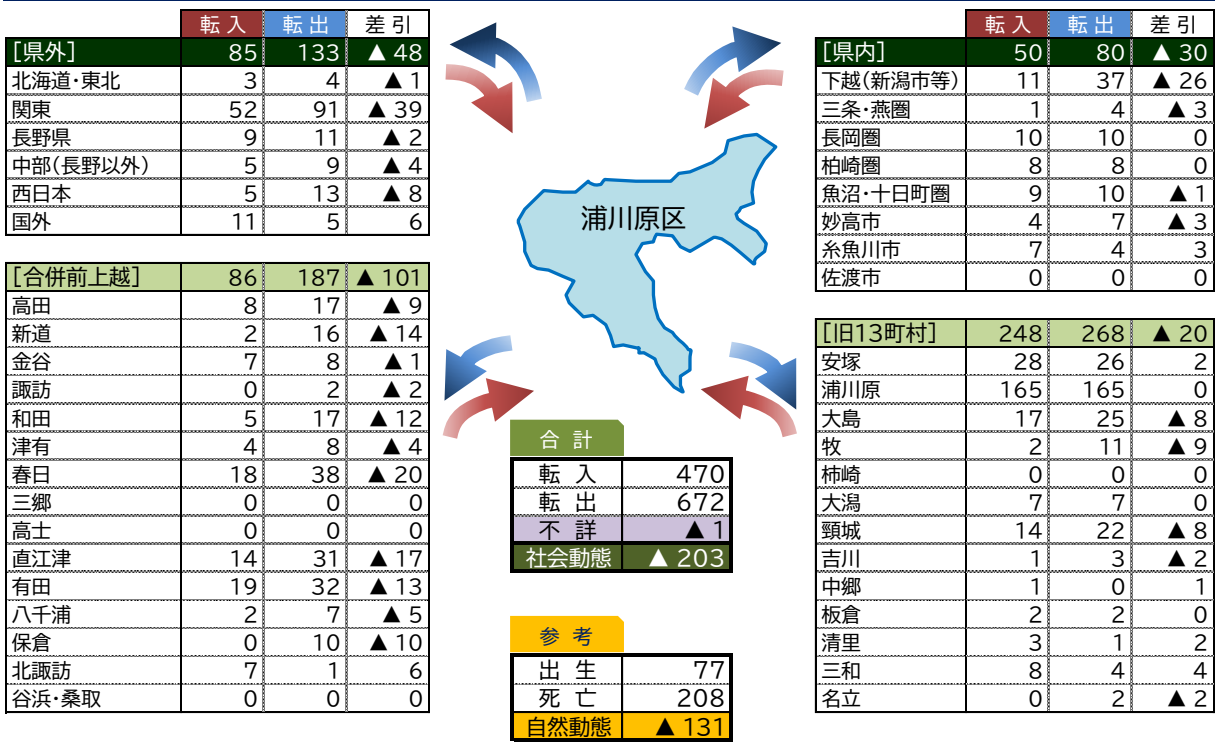 転入 転出 差引
[県外] 85 133 ▲ 48
北海道・東北 3 4 ▲ 1
関東 52 91 ▲ 39
長野県 9 11 ▲ 2
中部(長野以外) 5 9 ▲ 4
西日本 5 13 ▲ 8
国外 11 5 6
[合併前上越] 86 187 ▲ 101
高田 8 17 ▲ 9
新道 2 16 ▲ 14
金谷 7 8 ▲ 1
諏訪 0 2 ▲ 2
和田 5 17 ▲ 12
津有 4 8 ▲ 4
春日 18 38 ▲ 20
三郷 0 0 0
高士 0 0 0
直江津 14 31 ▲ 17
有田 19 32 ▲ 13
八千浦 2 7 ▲ 5
保倉 0 10 ▲ 10
北諏訪 7 1 6
谷浜・桑取 0 0 0
浦川原区
合計
転入 470
転出 672
不詳 ▲ 1
社会動態 ▲ 203
参考
出生 77
死亡 208
自然動態 ▲ 131
転入 転出 差引
[県内] 50 80 ▲ 30
下越(新潟市等) 11 37 ▲ 26
三条・燕圏 1 4 ▲ 3
長岡圏 10 10 0
柏崎圏 8 8 0
魚沼・十日町圏 9 10 ▲ 1
妙高市 4 7 ▲ 3
糸魚川市 7 4 3
佐渡市 0 0 0
[旧13町村] 248 268 ▲ 20
安塚 28 26 2
浦川原 165 165 0
大島 17 25 ▲ 8
牧 2 11 ▲ 9
柿崎 0 0 0
大潟 7 7 0
頸城 14 22 ▲ 8
吉川 1 3 ▲ 2
中郷 1 0 1
板倉 2 2 0
清里 3 1 2
三和 8 4 4
名立 0 2 ▲ 2